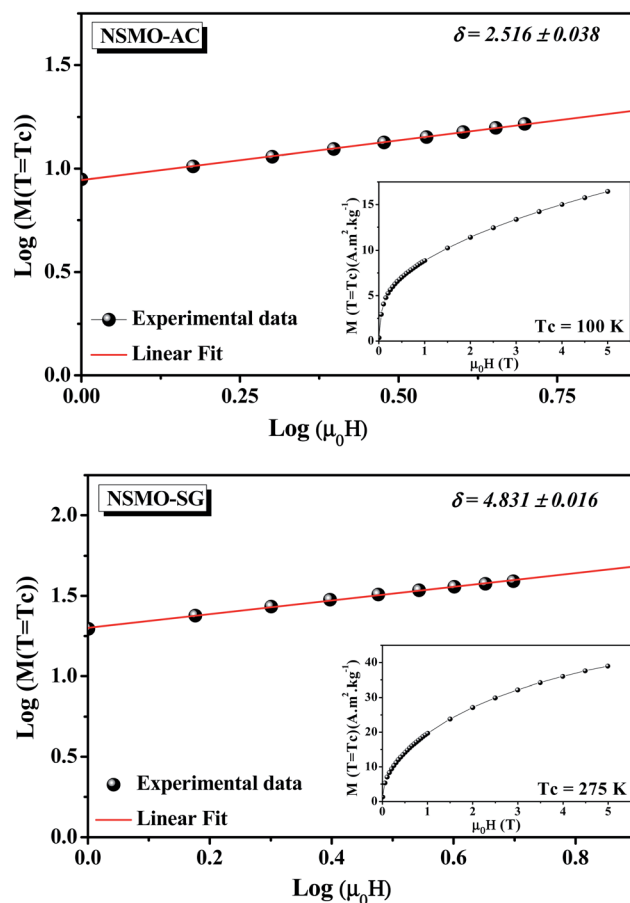 NSMO-AC
δ = 2.516 ± 0.038
1.5
1.0
0.5
0.0
Log (M(T=Tc))
Experimental data
Linear Fit
15
10
5
0
M (T=Tc)(A.m².kg⁻¹)
Tc = 100 K
0 1 2 3 4 5
μ₀H (T)
0.00 0.25 0.50 0.75
Log (μ₀H)
NSMO-SG
δ = 4.831 ± 0.016
2.0
1.5
1.0
0.5
0.0
Log (M(T=Tc))
Experimental data
Linear Fit
40
30
20
10
0
M (T=Tc)(A.m².kg⁻¹)
Tc = 275 K
0 1 2 3 4 5
μ₀H (T)
0.0 0.2 0.4 0.6 0.8
Log (μ₀H)